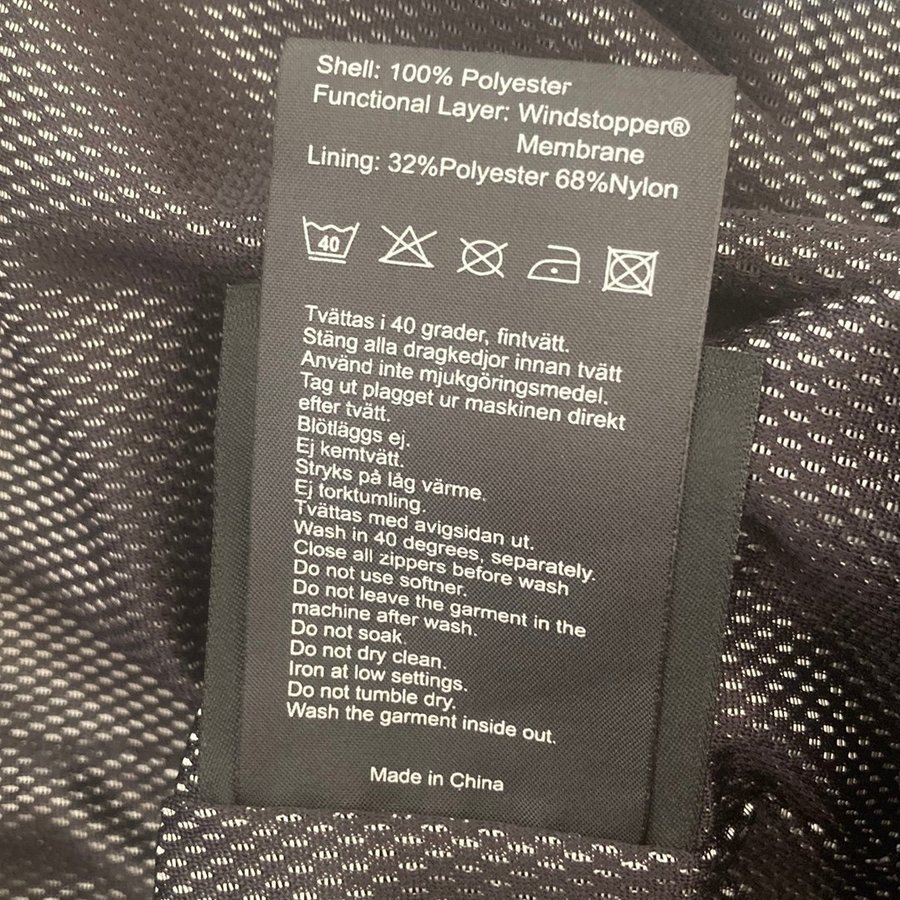 Shell: 100% Polyester
Functional Layer: Windstopper®
Membrane
Lining: 32%Polyester 68%Nylon
40
Tvättas i 40 grader, fintvätt.
Stäng alla dragkedjor innan tvätt
Använd inte mjukgöringsmedel.
Tag ut plagget ur maskinen direkt
efter tvätt.
Blötläggs ej.
Ej kemtvätt.
Stryks på låg värme.
Ej torktumling.
Tvättas med avigsidan ut.
Wash in 40 degrees, separately.
Close all zippers before wash
Do not use softner.
Do not leave the garment in the
machine after wash.
Do not soak.
Do not dry clean.
Iron at low settings.
Do not tumble dry.
Wash the garment inside out.
Made in China